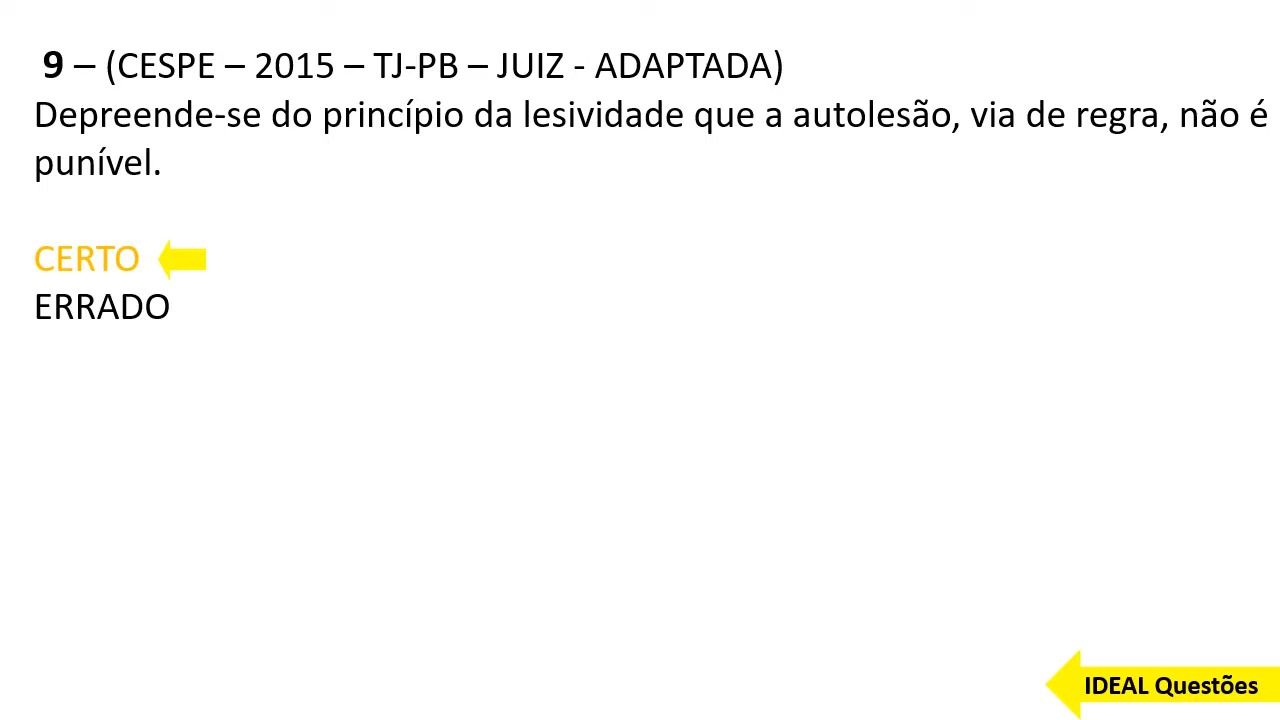 9 – (CESPE – 2015 – TJ-PB – JUIZ - ADAPTADA)
Depreende-se do princípio da lesividade que a autolesão, via de regra, não é
punível.
CERTO
ERRADO
IDEAL Questões